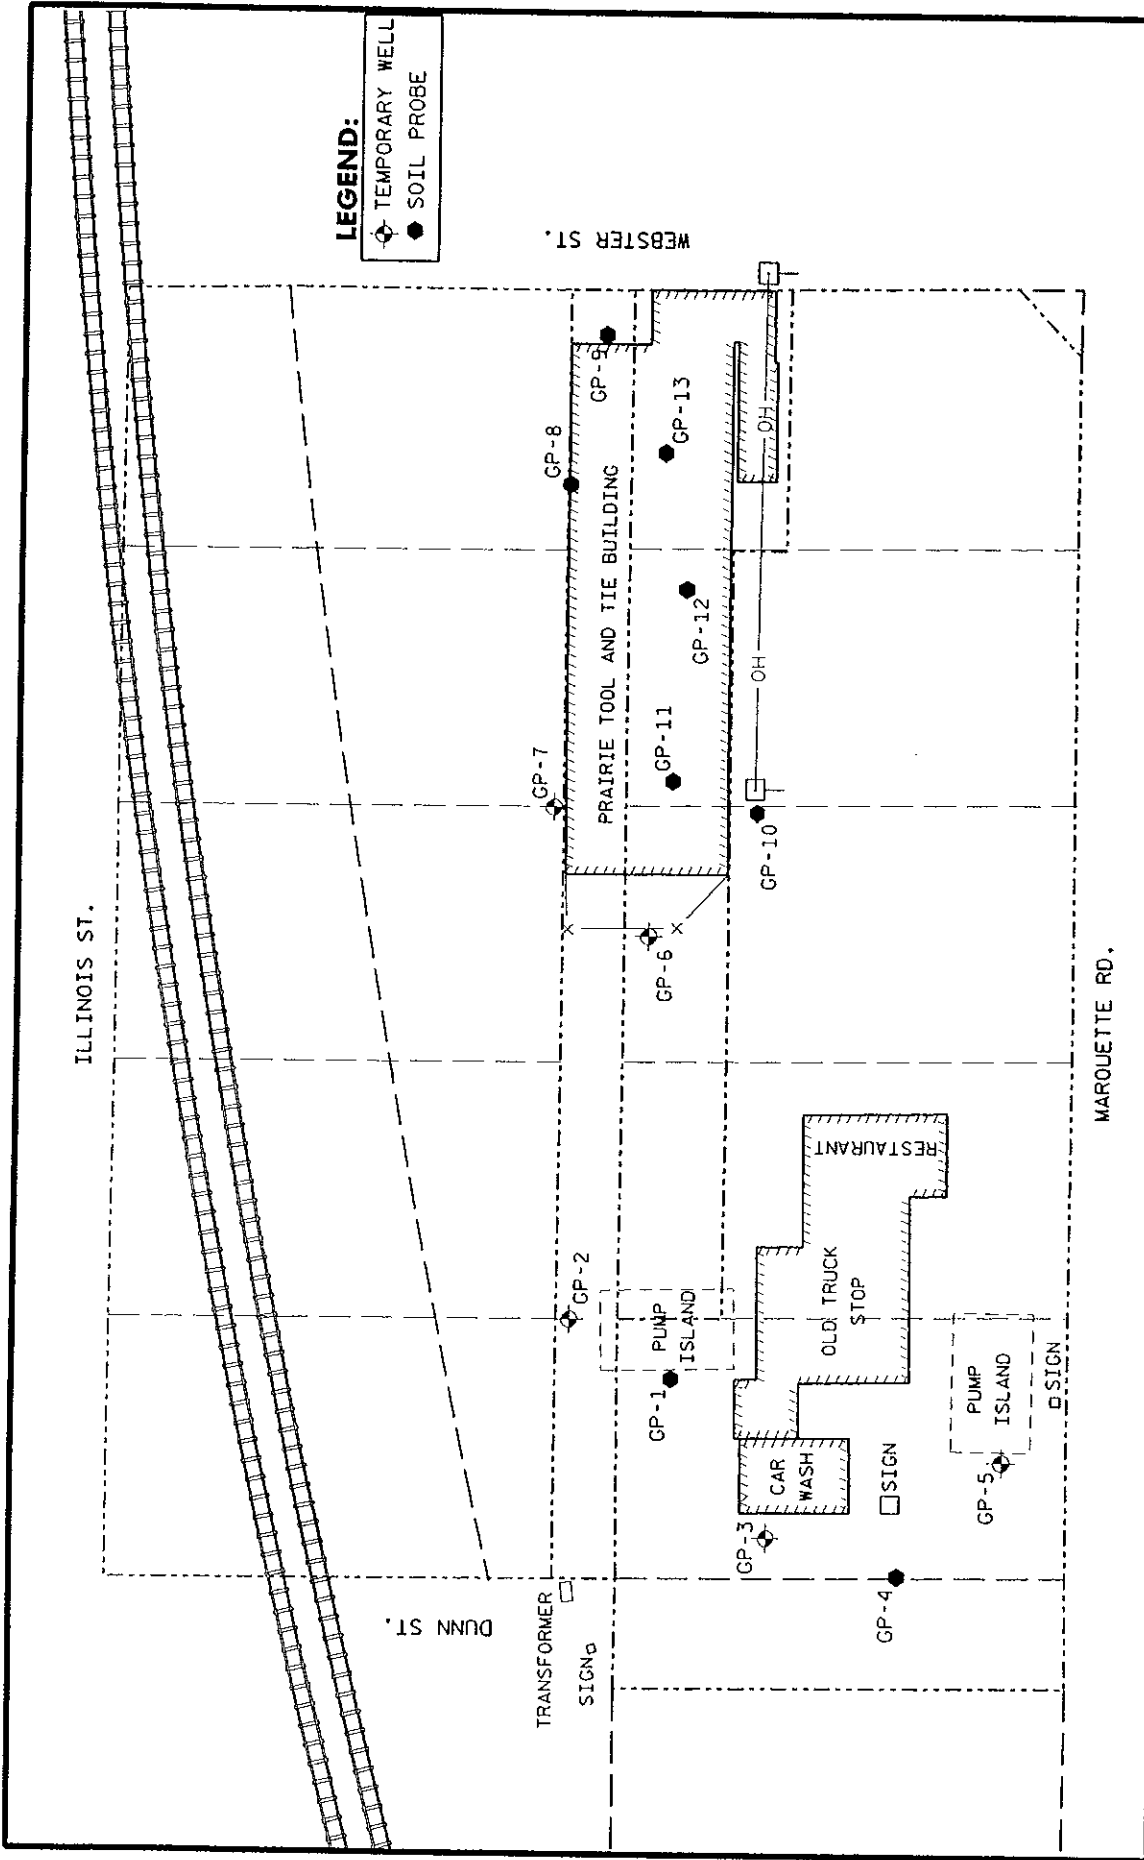 LEGEND:
TEMPORARY WELL
SOIL PROBE
ILLINOIS ST.
WEBSTER ST.
DUNN ST.
MARQUETTE RD.
TRANSFORMER
SIGN
GP-2
GP-7
GP-8
GP-9
PRAIRIE TOOL AND TIE BUILDING
GP-13
GP-12
GP-11
GP-6
GP-10
OH
OH
PUMP
ISLAND
GP-1
GP-3
CAR
WASH
OLD TRUCK
STOP
RESTAURANT
SIGN
GP-4
GP-5
PUMP
ISLAND
SIGN
X
X